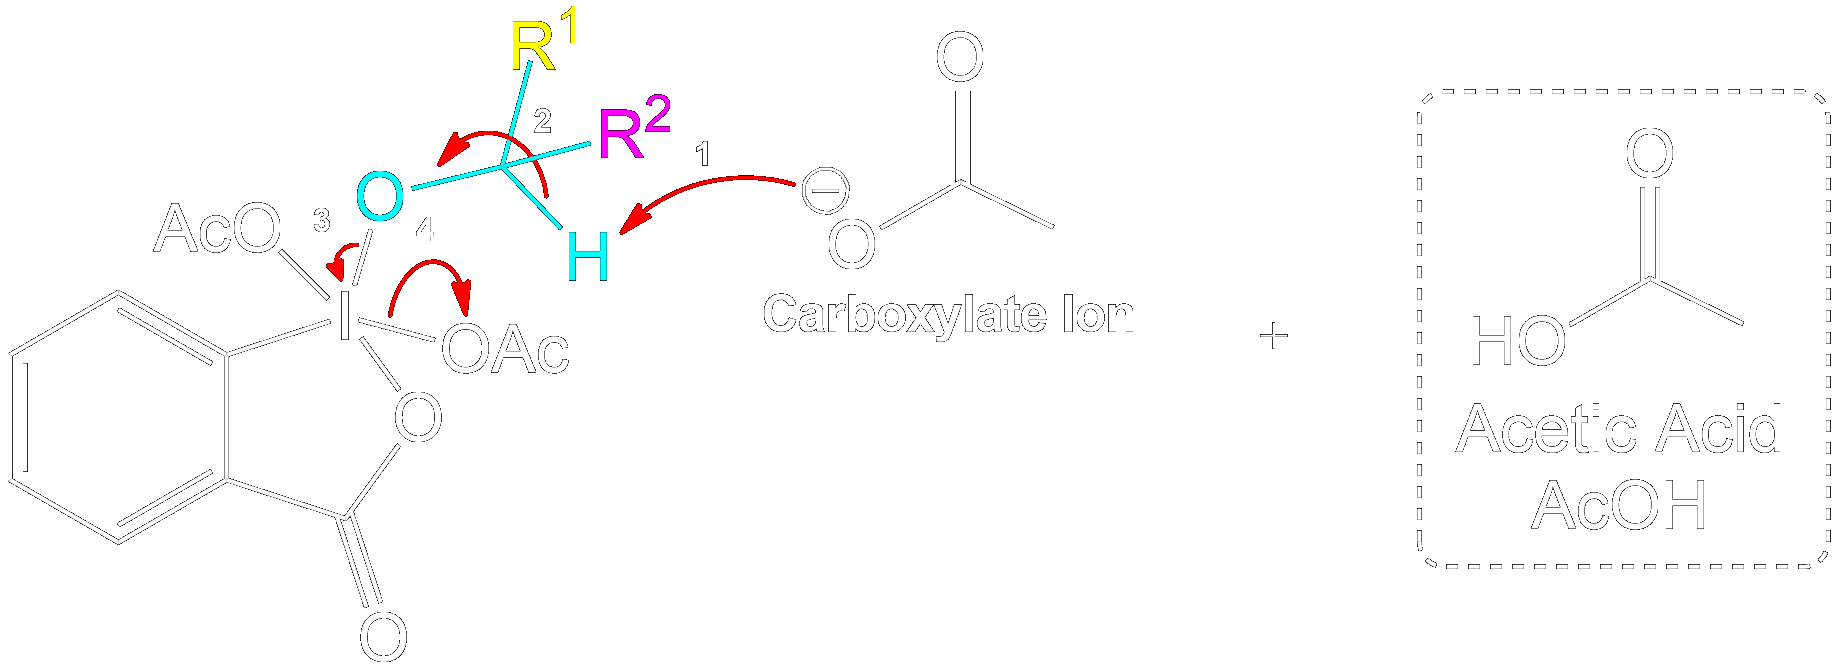 R1
R2
2
1
O
−
O
AcO
3
4
O
H
I
OAc
O
O
Carboxylate Ion
+
O
HO
Acetic Acid
AcOH